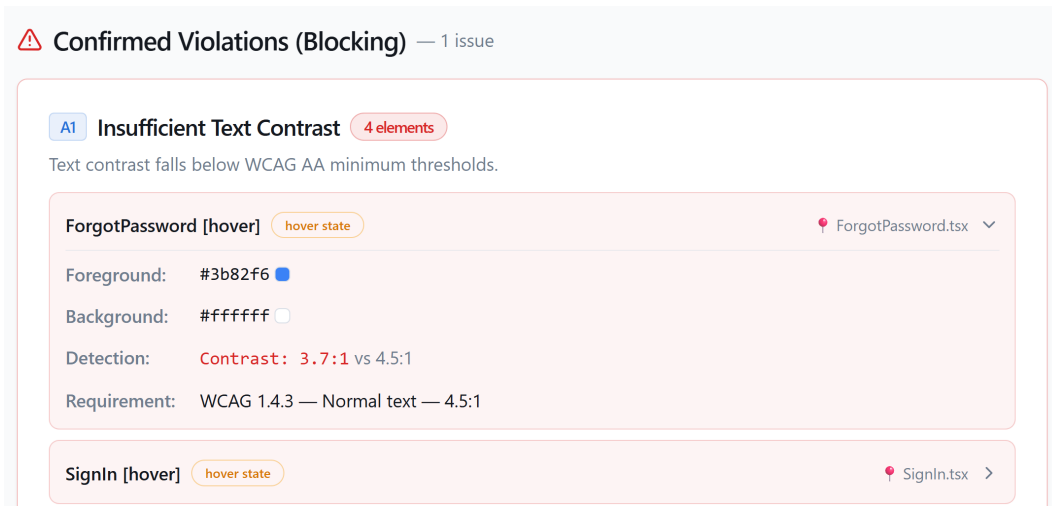 Confirmed Violations (Blocking) — 1 issue
A1 Insufficient Text Contrast 4 elements
Text contrast falls below WCAG AA minimum thresholds.
ForgotPassword [hover] hover state ForgotPassword.tsx
Foreground: #3b82f6
Background: #ffffff
Detection: Contrast: 3.7:1 vs 4.5:1
Requirement: WCAG 1.4.3 — Normal text — 4.5:1
SignIn [hover] hover state SignIn.tsx